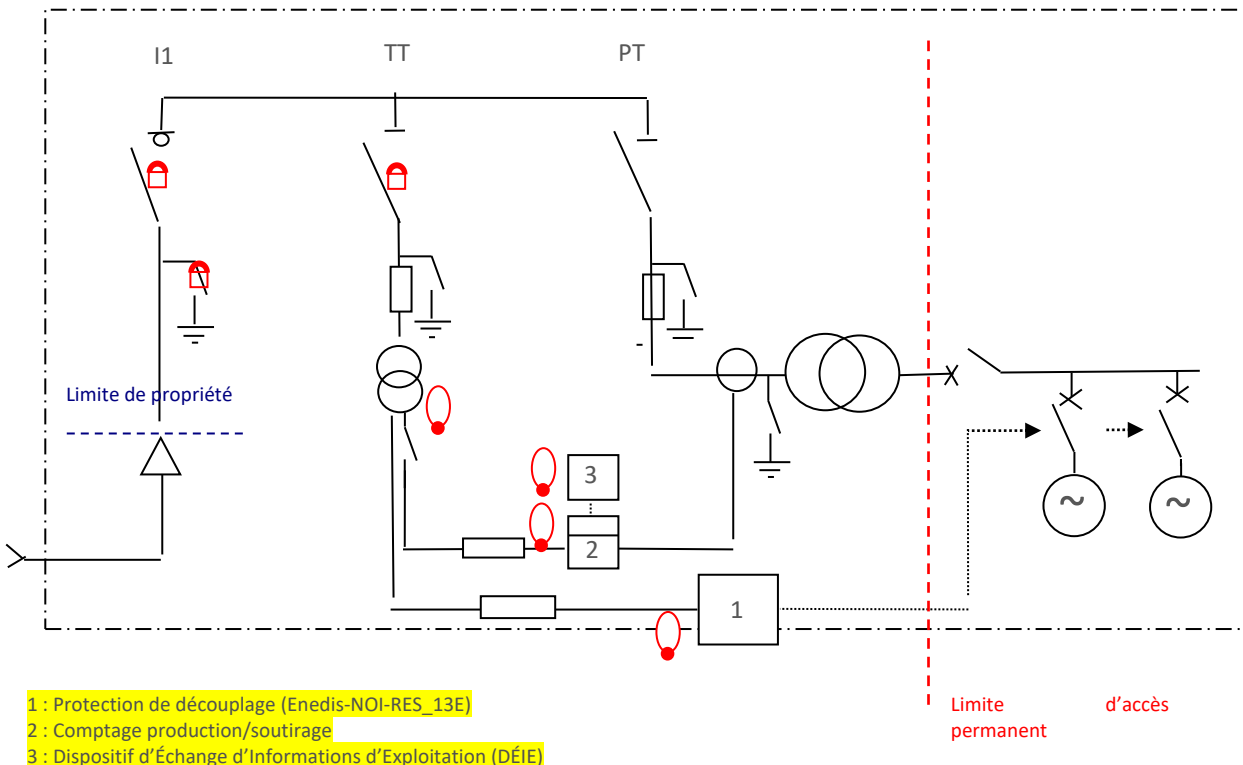 I1
TT
PT
Limite de propriété
3
2
1
~
~
1 : Protection de découplage (Enedis-NOI-RES_13E)
2 : Comptage production/soutirage
3 : Dispositif d’Échange d’Informations d’Exploitation (DÉIE)
Limite d’accès
permanent